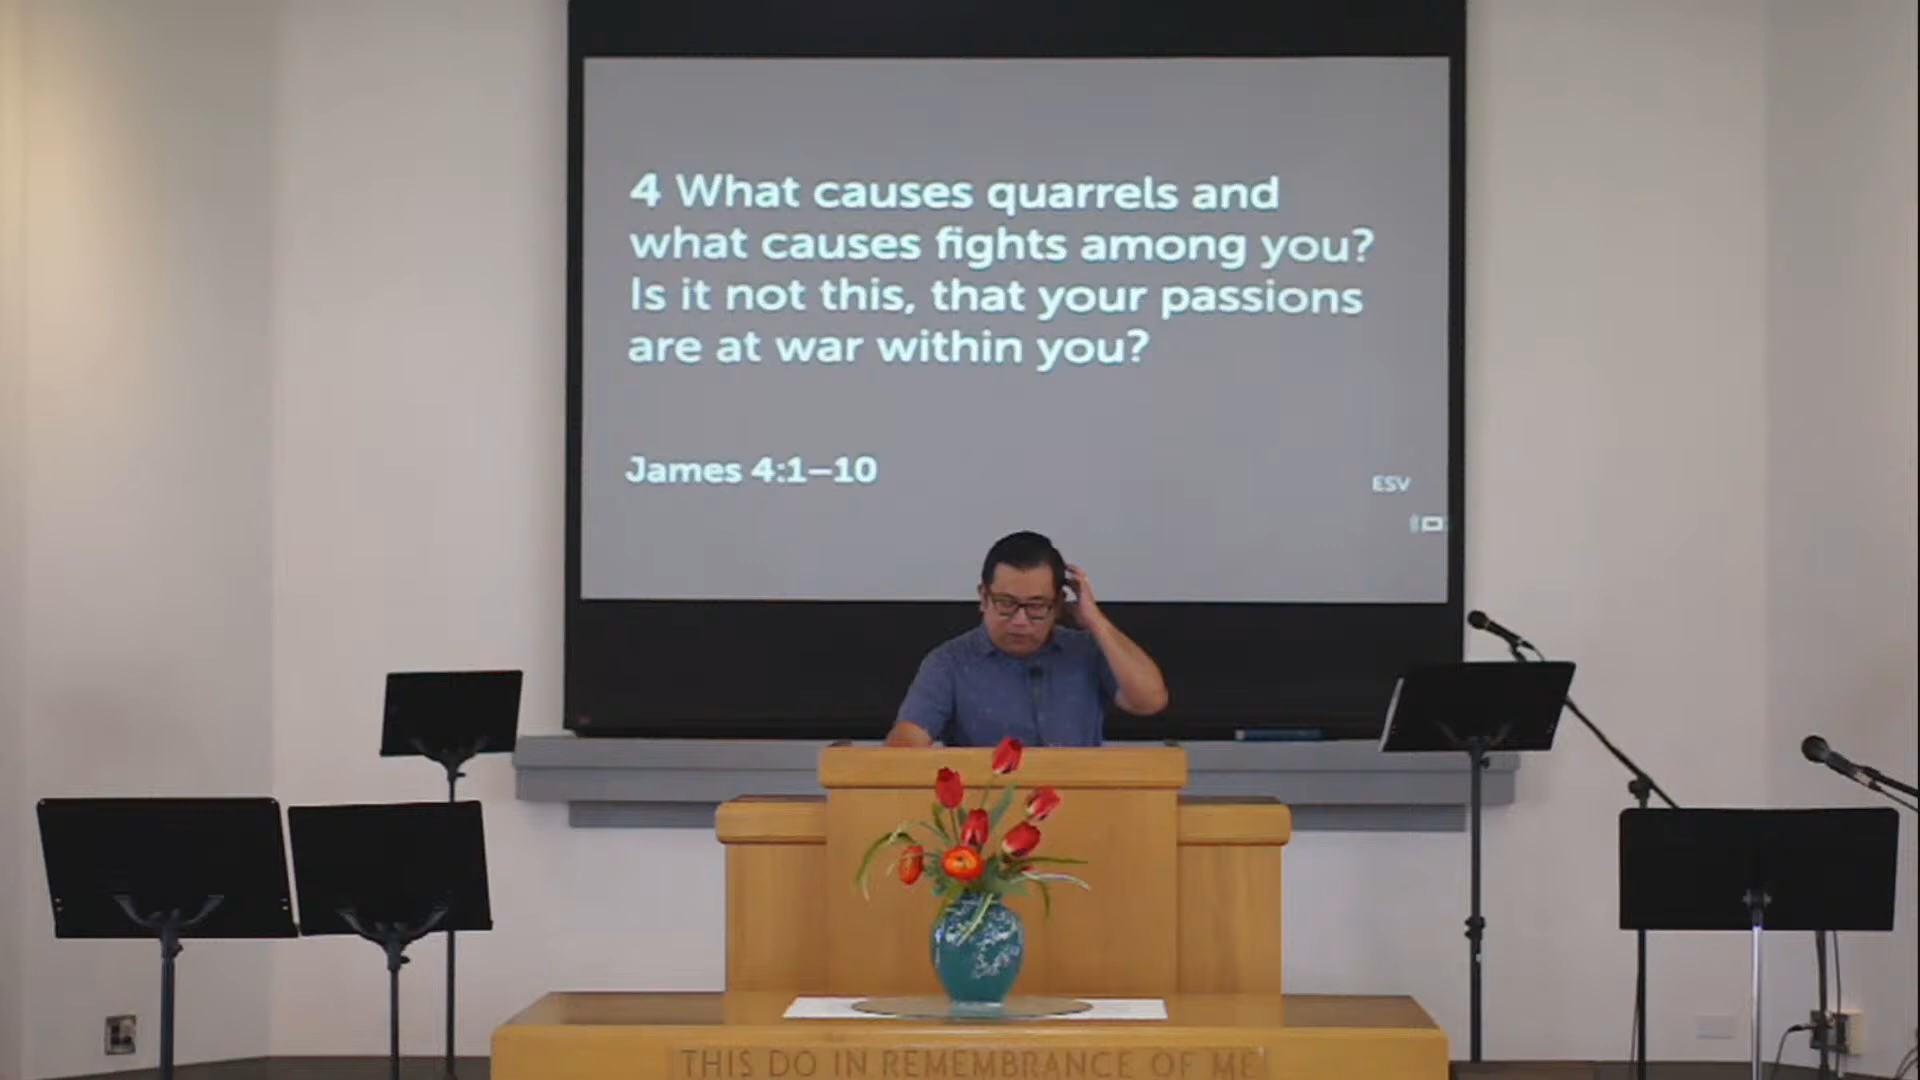 4 What causes quarrels and
what causes fights among you?
Is it not this, that your passions
are at war within you?
James 4:1–10
ESV
THIS DO IN REMEMBRANCE OF ME